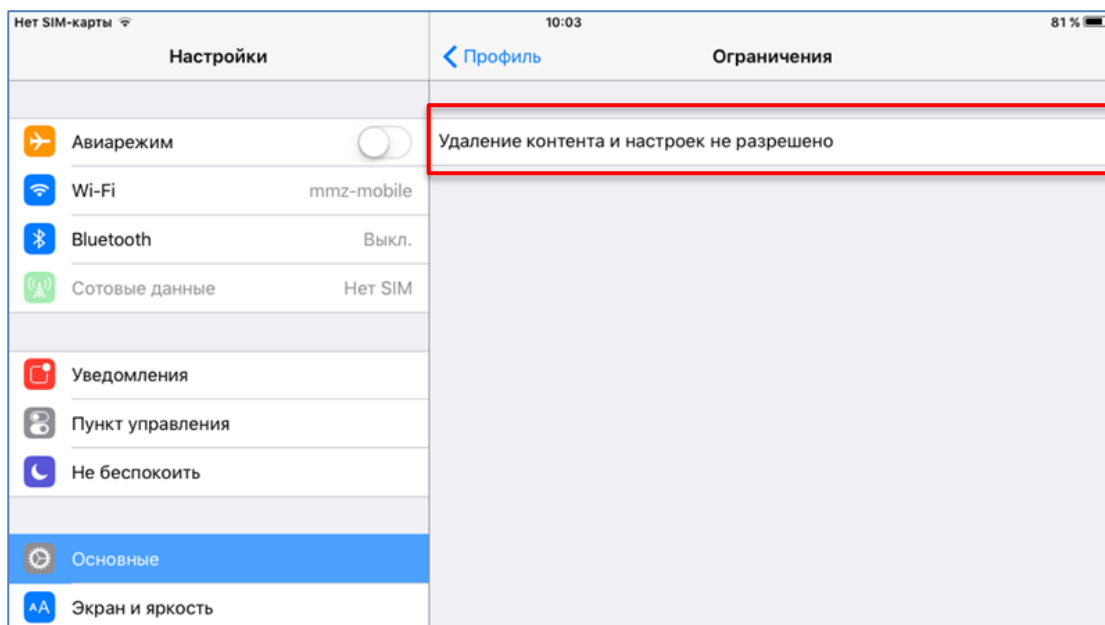 Нет SIM-карты 10:03 81 %
Настройки
Профиль Ограничения
Авиарежим
Wi-Fi mmz-mobile
Bluetooth Выкл.
Сотовые данные Нет SIM
Уведомления
Пункт управления
Не беспокоить
Основные
AA Экран и яркость
Удаление контента и настроек не разрешено